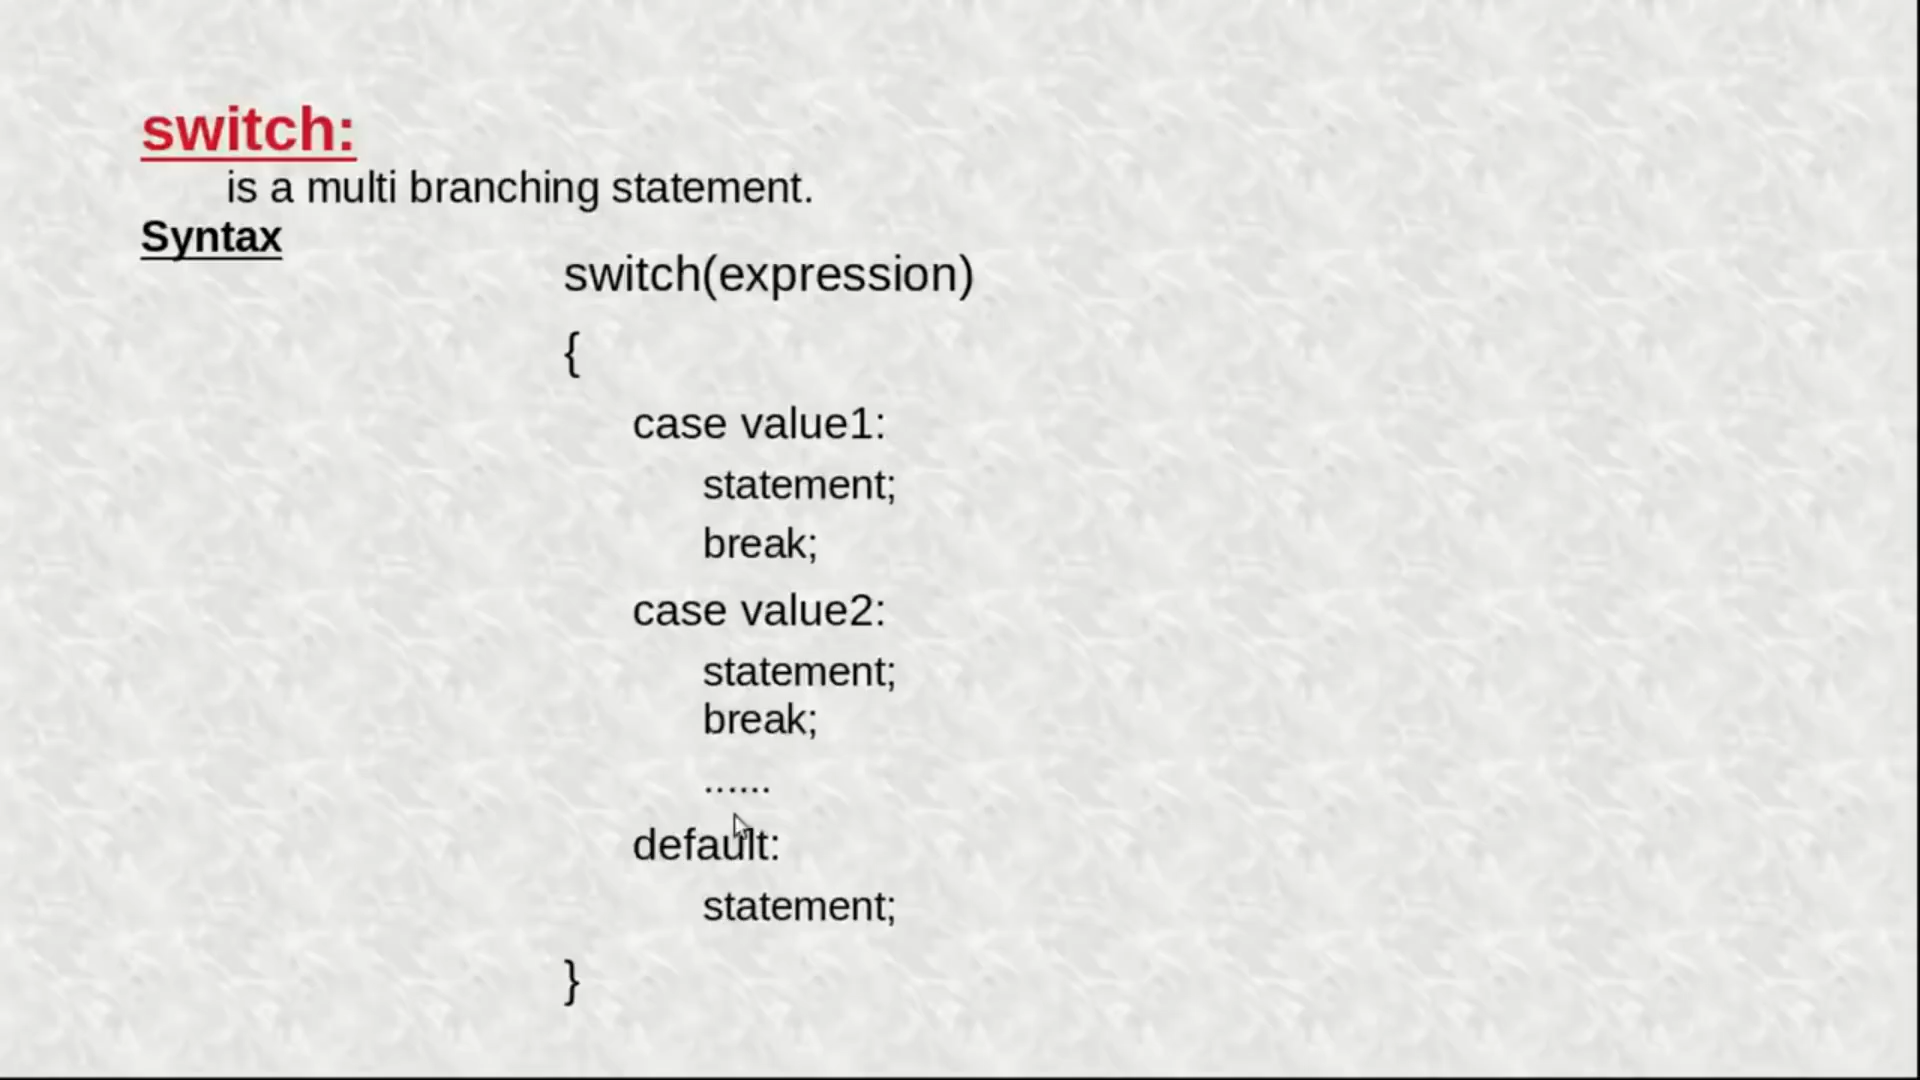 switch:
is a multi branching statement.
Syntax
switch(expression)
{
case value1:
statement;
break;
case value2:
statement;
break;
......
default:
statement;
}